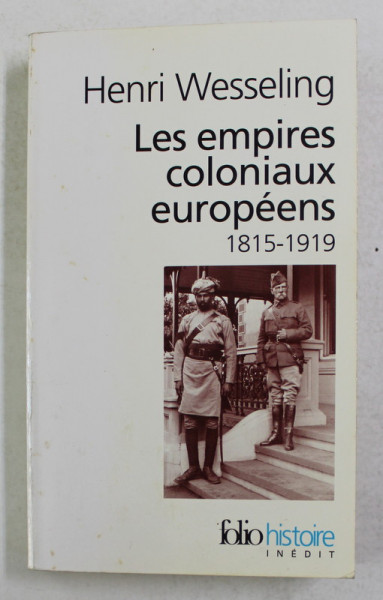 Henri Wesseling
Les empires
coloniaux
européens
1815-1919
folio histoire
INÉDIT